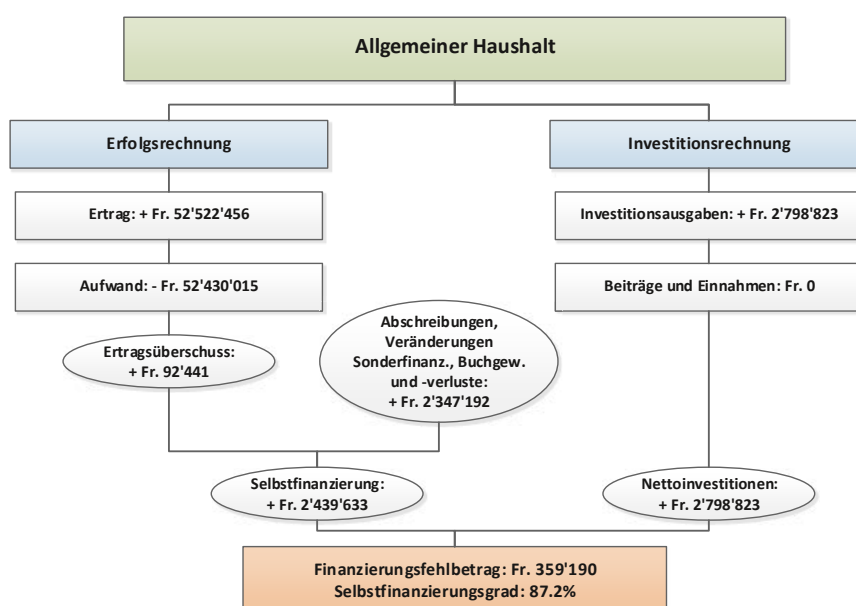 Allgemeiner Haushalt
Erfolgsrechnung
Investitionsrechnung
Ertrag: + Fr. 52'522'456
Investitionsausgaben: + Fr. 2'798'823
Aufwand: - Fr. 52'430'015
Beiträge und Einnahmen: Fr. 0
Ertragsüberschuss:
+ Fr. 92'441
Abschreibungen,
Veränderungen
Sonderfinanz., Buchgew.
und -verluste:
+ Fr. 2'347'192
Selbstfinanzierung:
+ Fr. 2'439'633
Nettoinvestitionen:
+ Fr. 2'798'823
Finanzierungsfehlbetrag: Fr. 359'190
Selbstfinanzierungsgrad: 87.2%